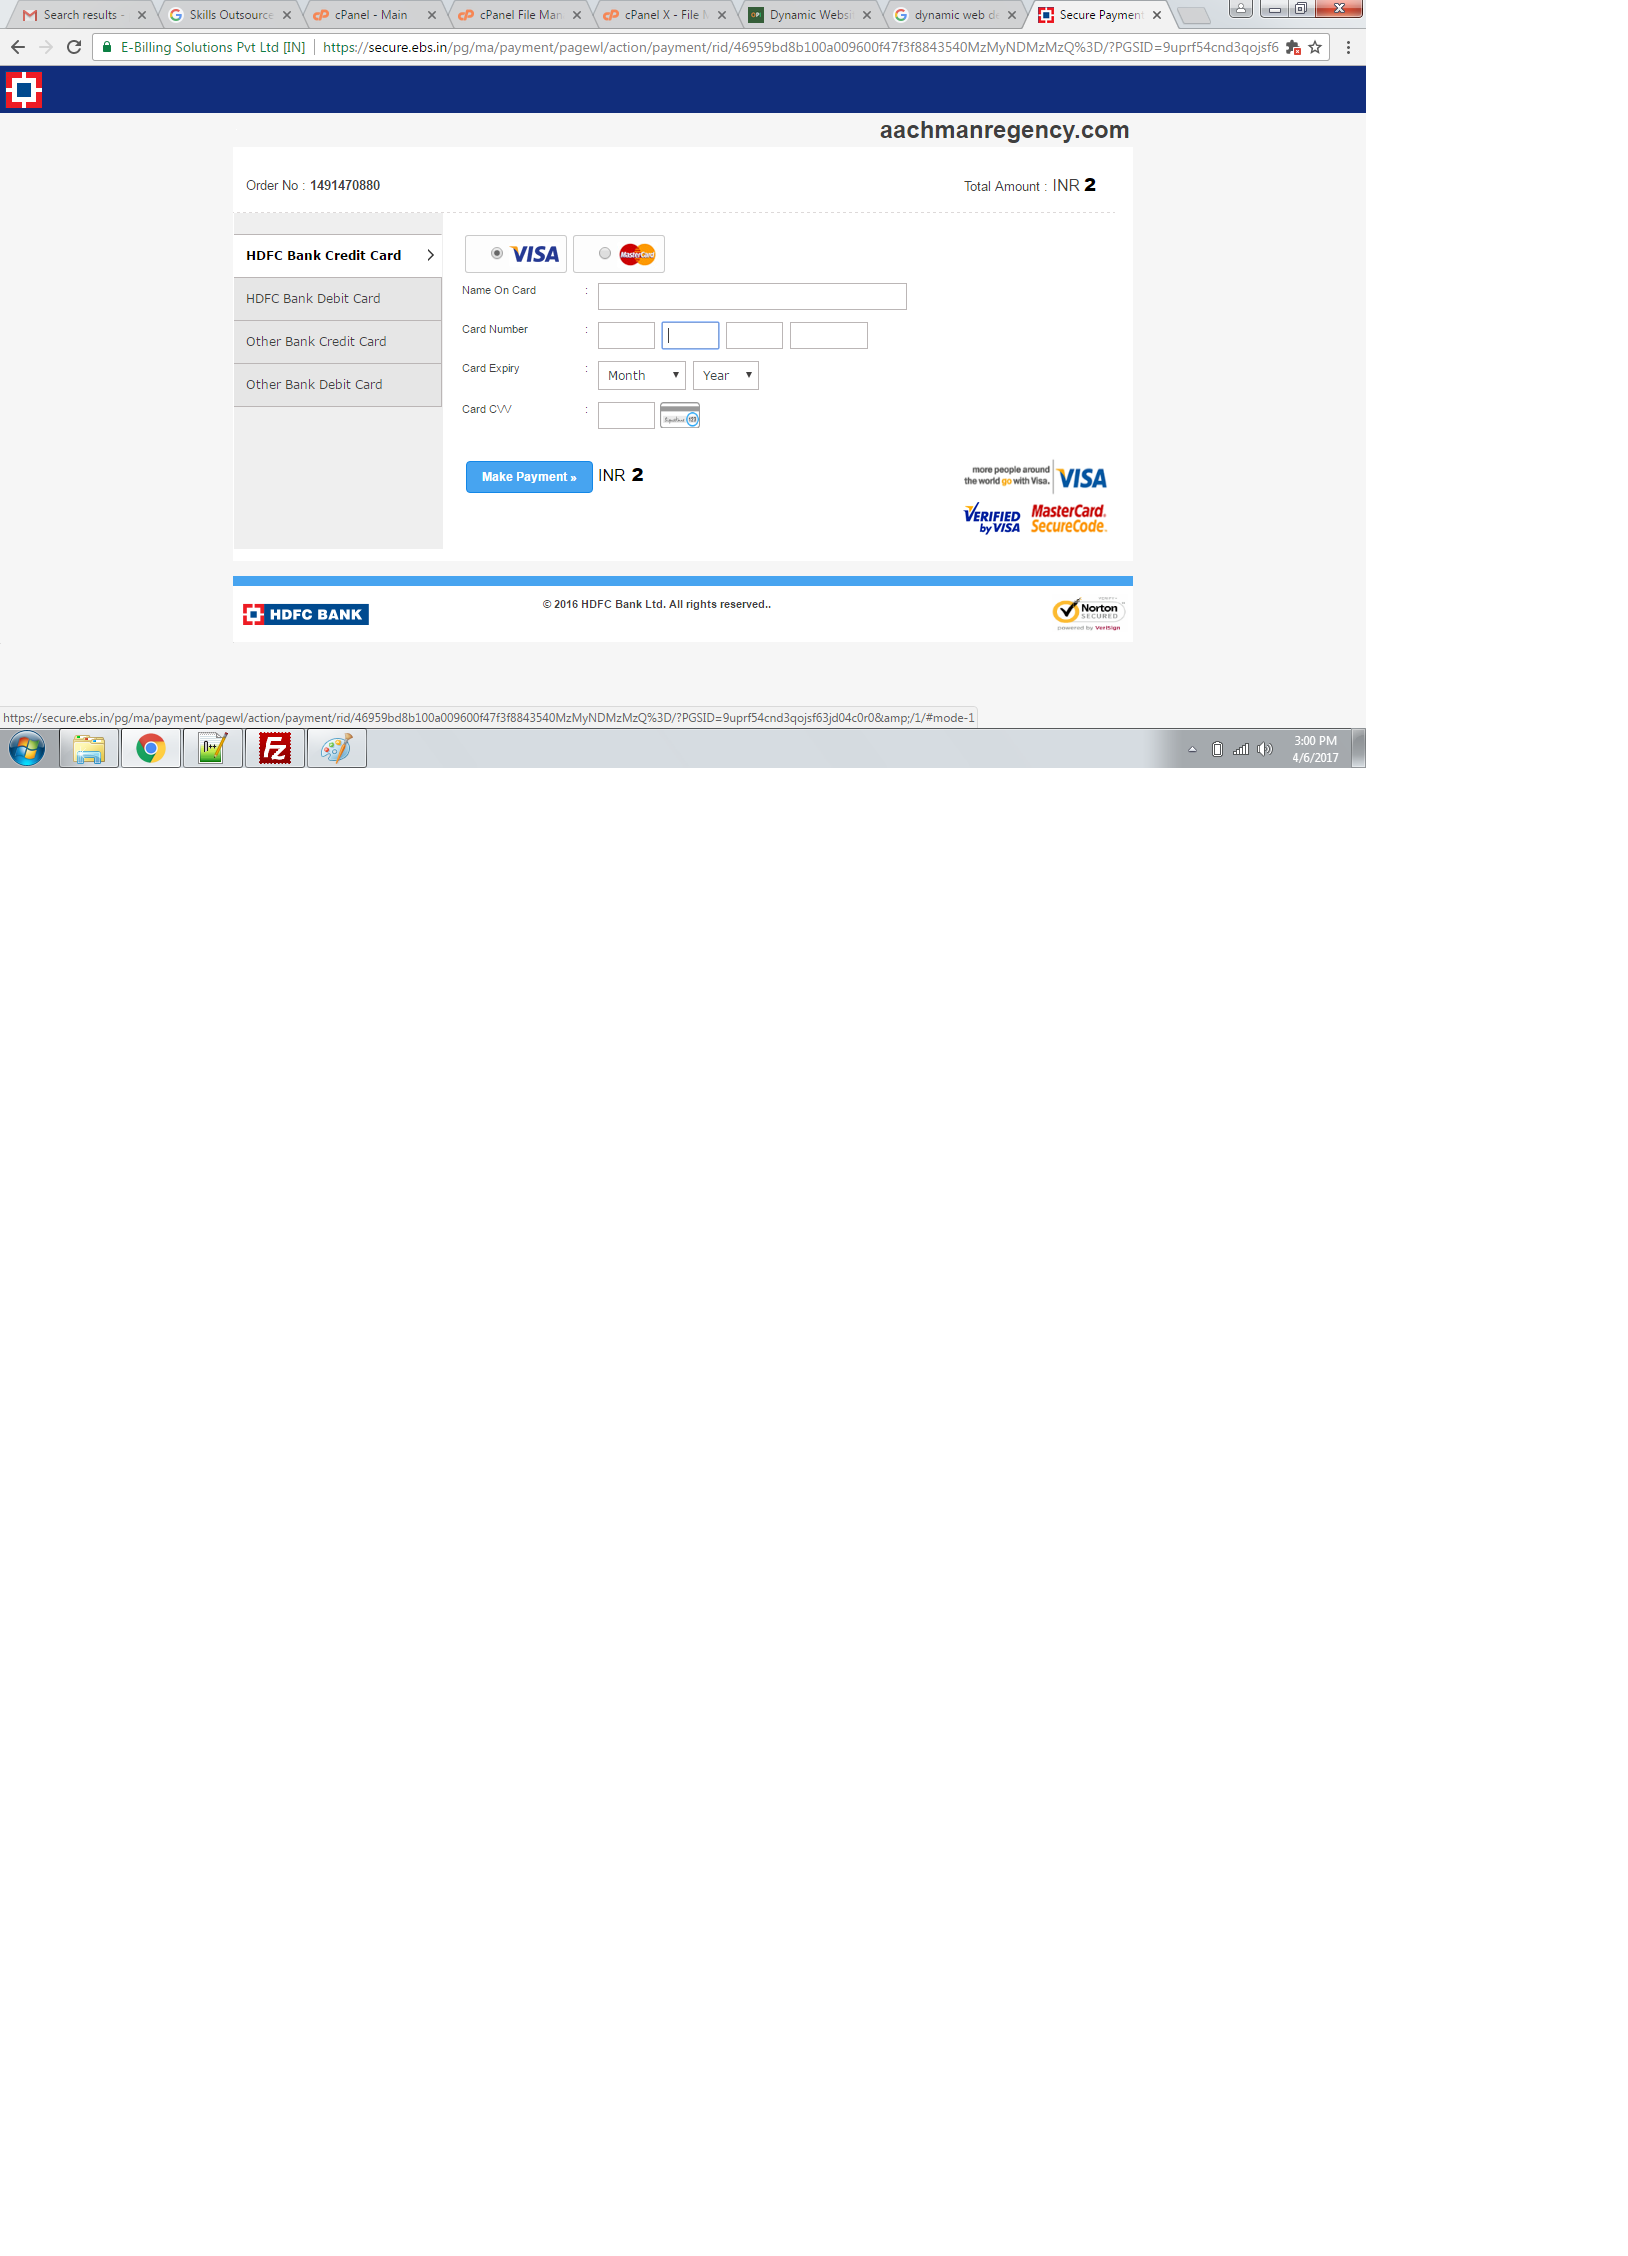 Search results -
Skills Outsource
cPanel - Main
cPanel File Man
cPanel X - File M
Dynamic Websi
dynamic web de
Secure Payment
E-Billing Solutions Pvt Ltd [IN]
https://secure.ebs.in/pg/ma/payment/pagewl/action/payment/rid/46959bd8b100a009600f47f3f8843540MzMyNDMzMzQ%3D/?PGSID=9uprf54cnd3qojsf6
aachmanregency.com
Order No : 1491470880
Total Amount : INR 2
HDFC Bank Credit Card
HDFC Bank Debit Card
Other Bank Credit Card
Other Bank Debit Card
VISA
MasterCard
Name On Card :
Card Number :
Card Expiry :
Month
Year
Card CVV :
123
Make Payment »
INR 2
more people around
the world go with Visa.
VISA
VERIFIED
by VISA
MasterCard.
SecureCode.
HDFC BANK
© 2016 HDFC Bank Ltd. All rights reserved..
Norton
SECURED
powered by VeriSign
https://secure.ebs.in/pg/ma/payment/pagewl/action/payment/rid/46959bd8b100a009600f47f3f8843540MzMyNDMzMzQ%3D/?PGSID=9uprf54cnd3qojsf63jd04c0r0&amp;/1/#mode-1
3:00 PM
4/6/2017